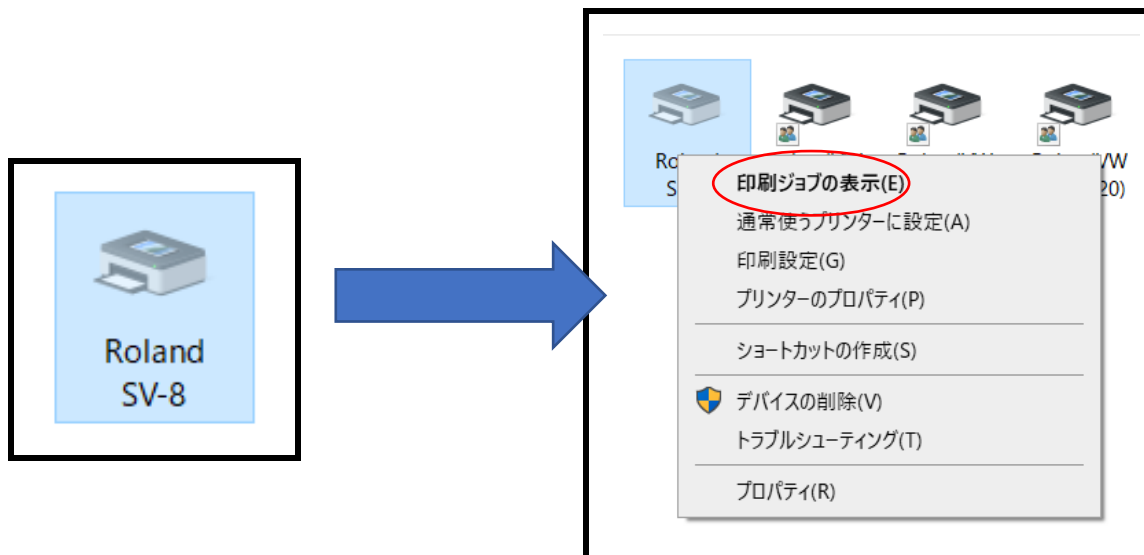 Roland
SV-8
印刷ジョブの表示(E)
通常使うプリンターに設定(A)
印刷設定(G)
プリンターのプロパティ(P)
ショートカットの作成(S)
デバイスの削除(V)
トラブルシューティング(T)
プロパティ(R)